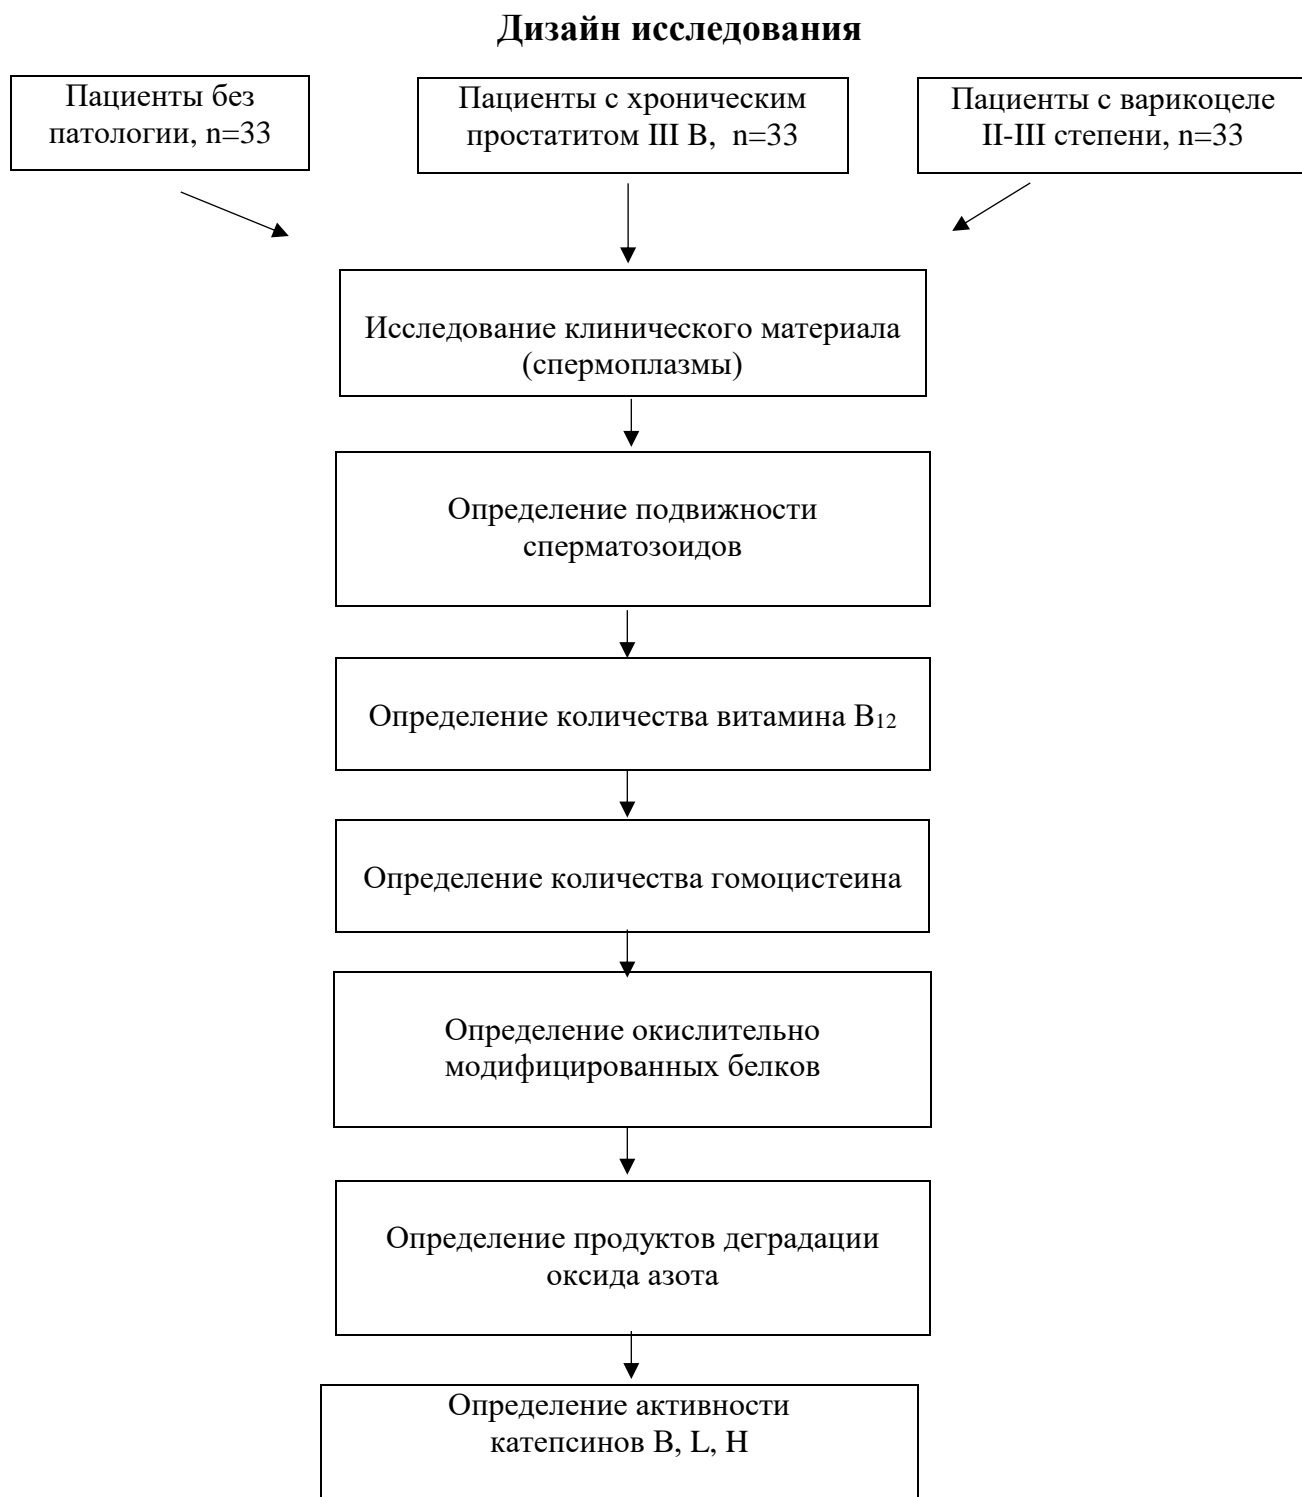 Дизайн исследования
Пациенты без
патологии, n=33
Пациенты с хроническим
простатитом III В,  n=33
Пациенты с варикоцеле
II-III степени, n=33
Исследование клинического материала
(спермоплазмы)
Определение подвижности
сперматозоидов
Определение количества витамина В₁₂
Определение количества гомоцистеина
Определение окислительно
модифицированных белков
Определение продуктов деградации
оксида азота
Определение активности
катепсинов В, L, Н